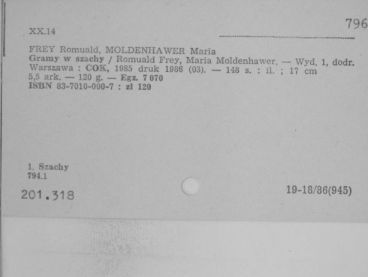 796
XX.14
FREY Romuald, MOLDENHAWER Maria
Gramy w szachy / Romuald Frey, Maria Moldenhawer. — Wyd. 1, dodr.
Warszawa : COK, 1985 druk 1986 (03). — 148 s. : il. ; 17 cm
5,5 ark. — 120 g. — Egz. 7 070
ISBN 83-7010-000-7 : zl 120
1. Szachy
794.1
201.318
19-18/86(945)